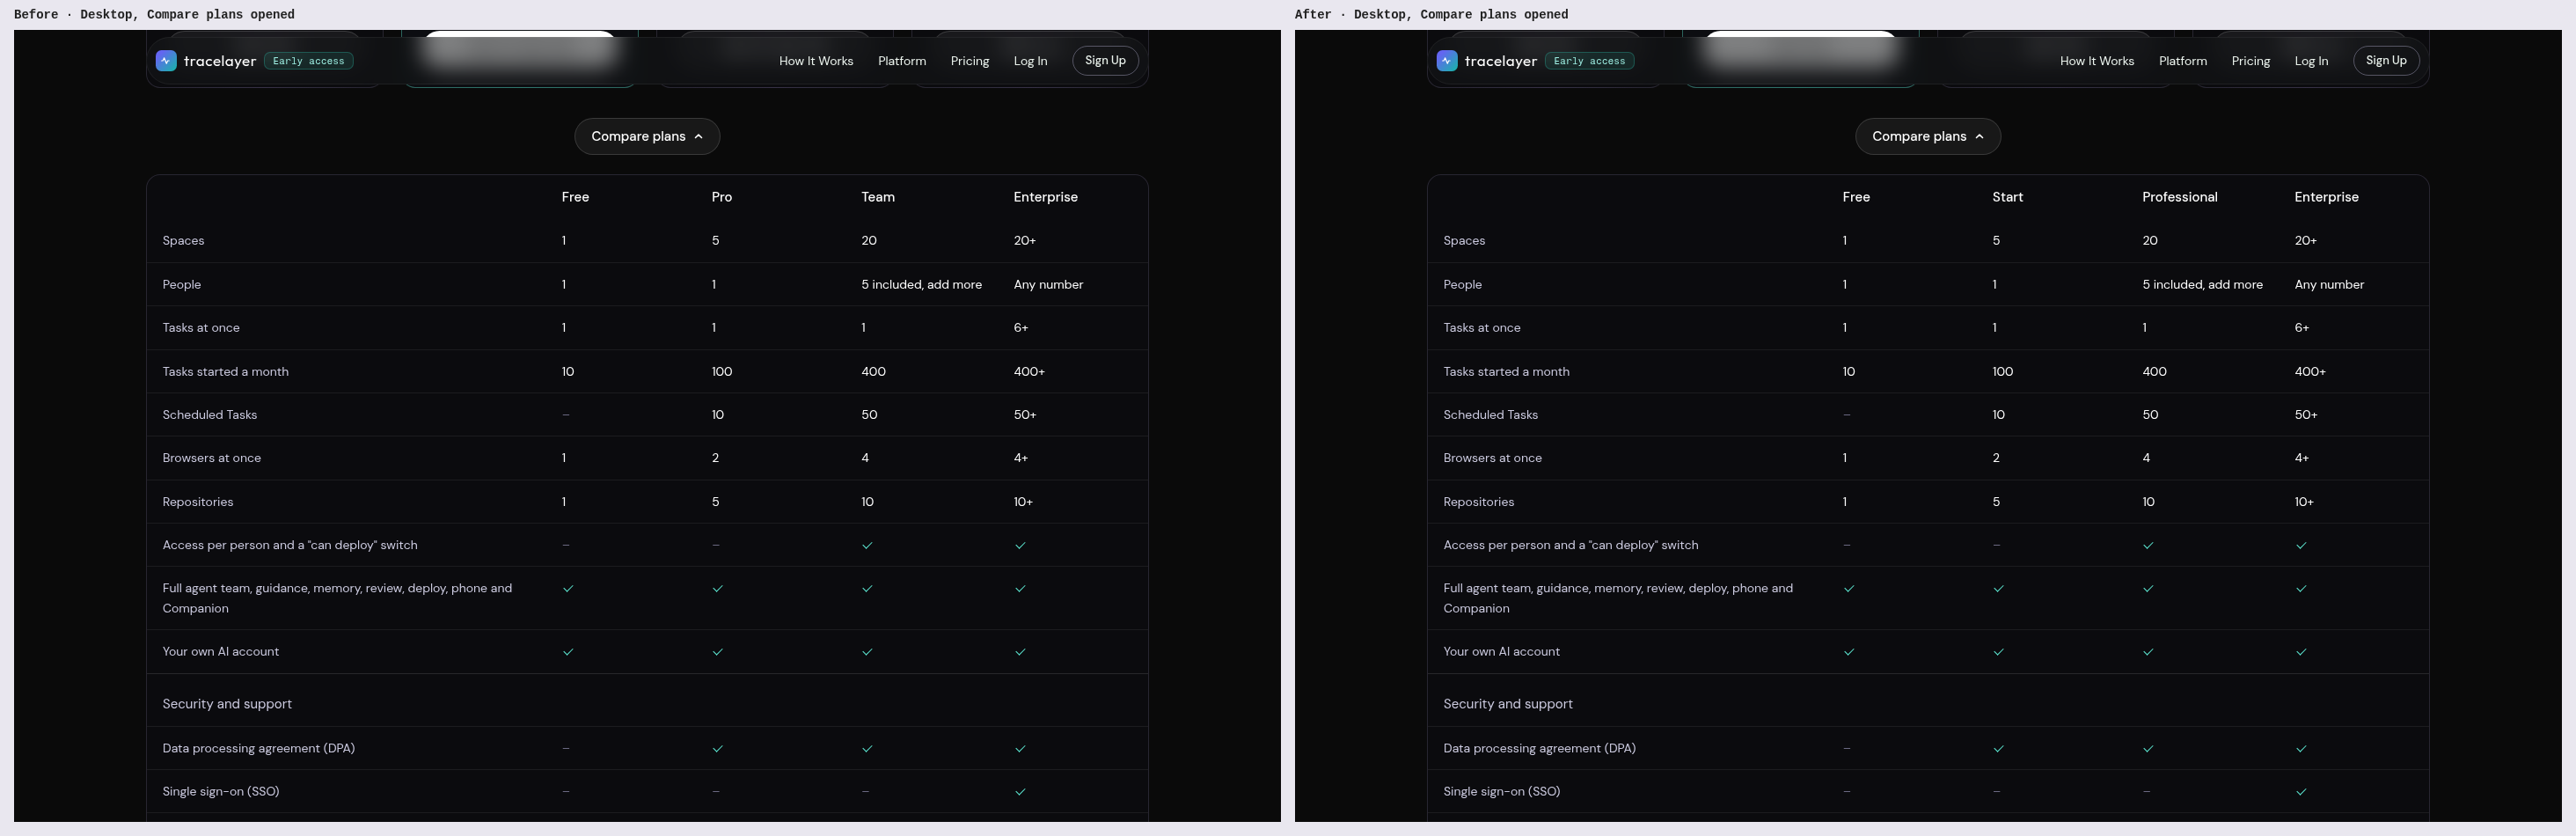 Before · Desktop, Compare plans opened
tracelayer Early access How It Works Platform Pricing Log In Sign Up
Compare plans
Free Pro Team Enterprise
Spaces 1 5 20 20+
People 1 1 5 included, add more Any number
Tasks at once 1 1 1 6+
Tasks started a month 10 100 400 400+
Scheduled Tasks – 10 50 50+
Browsers at once 1 2 4 4+
Repositories 1 5 10 10+
Access per person and a "can deploy" switch – – ✓ ✓
Full agent team, guidance, memory, review, deploy, phone and ✓ ✓ ✓ ✓
Companion
Your own AI account ✓ ✓ ✓ ✓
Security and support
Data processing agreement (DPA) – ✓ ✓ ✓
Single sign-on (SSO) – – – ✓
After · Desktop, Compare plans opened
tracelayer Early access How It Works Platform Pricing Log In Sign Up
Compare plans
Free Start Professional Enterprise
Spaces 1 5 20 20+
People 1 1 5 included, add more Any number
Tasks at once 1 1 1 6+
Tasks started a month 10 100 400 400+
Scheduled Tasks – 10 50 50+
Browsers at once 1 2 4 4+
Repositories 1 5 10 10+
Access per person and a "can deploy" switch – – ✓ ✓
Full agent team, guidance, memory, review, deploy, phone and ✓ ✓ ✓ ✓
Companion
Your own AI account ✓ ✓ ✓ ✓
Security and support
Data processing agreement (DPA) – ✓ ✓ ✓
Single sign-on (SSO) – – – ✓